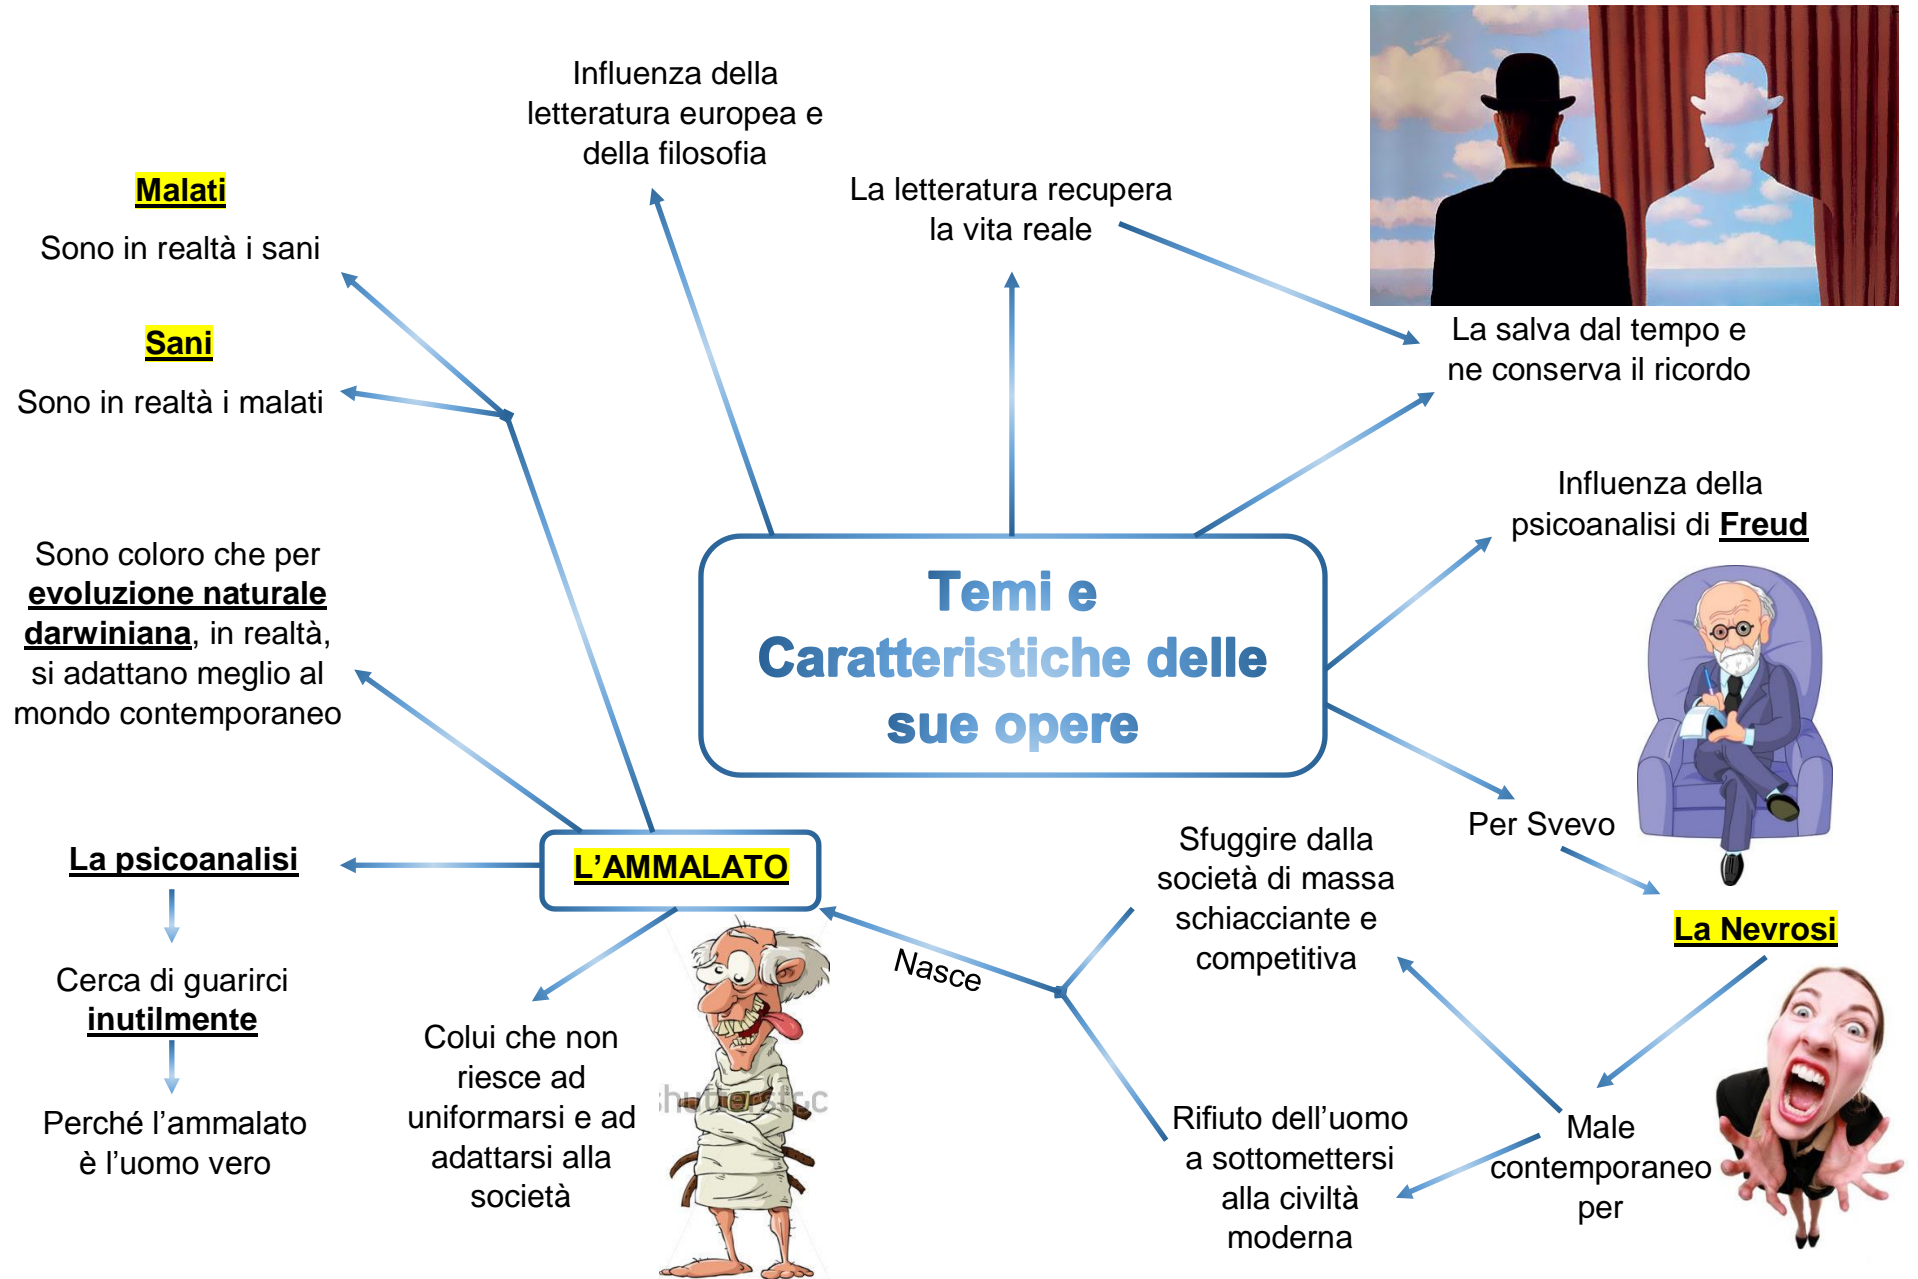 Influenza della
letteratura europea e
della filosofia
La letteratura recupera
la vita reale
La salva dal tempo e
ne conserva il ricordo
Malati
Sono in realtà i sani
Sani
Sono in realtà i malati
Influenza della
psicoanalisi di Freud
Temi e
Caratteristiche delle
sue opere
Sono coloro che per
evoluzione naturale
darwiniana, in realtà,
si adattano meglio al
mondo contemporaneo
Per Svevo
La Nevrosi
Male
contemporaneo
per
Sfuggire dalla
società di massa
schiacciante e
competitiva
Rifiuto dell'uomo
a sottomettersi
alla civiltà
moderna
Nasce
L'AMMALATO
La psicoanalisi
Cerca di guarirci
inutilmente
Perché l'ammalato
è l'uomo vero
Colui che non
riesce ad
uniformarsi e ad
adattarsi alla
società